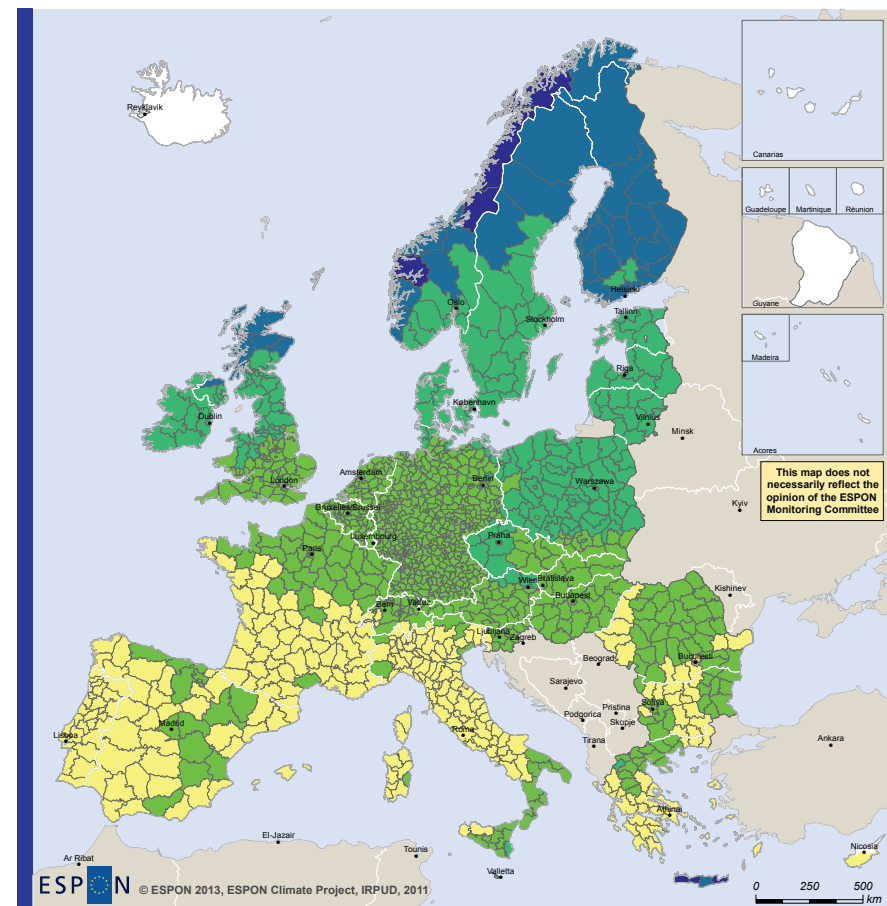 Reykjavik
Canarias
Guadeloupe
Martinique
Réunion
Guyane
Madeira
Acores
This map does not
necessarily reflect the
opinion of the ESPON
Monitoring Committee
Oslo
Helsinki
Tallinn
Stockholm
Riga
København
Vilnius
Minsk
Dublin
London
Amsterdam
Berlin
Warszawa
Kyiv
Bruxelles/Brussel
Luxembourg
Praha
Paris
Wien
Bratislava
Budapest
Kishinev
Bern
Vaduz
Ljubljana
Zagreb
Beograd
Bucuresti
Sarajevo
Sofiya
Pristina
Podgorica
Skopje
Tirana
Ankara
Madrid
Lisboa
Roma
Athinai
El-Jazair
Tounis
Ar Ribat
Valletta
Nicosia
ESPON
© ESPON 2013, ESPON Climate Project, IRPUD, 2011
0 250 500
km